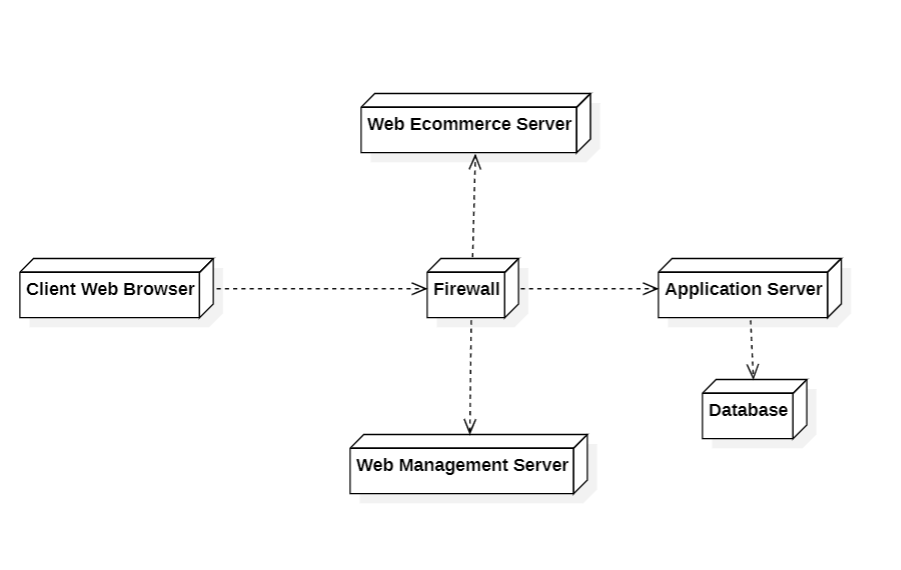 Web Ecommerce Server
Client Web Browser
Firewall
Application Server
Database
Web Management Server